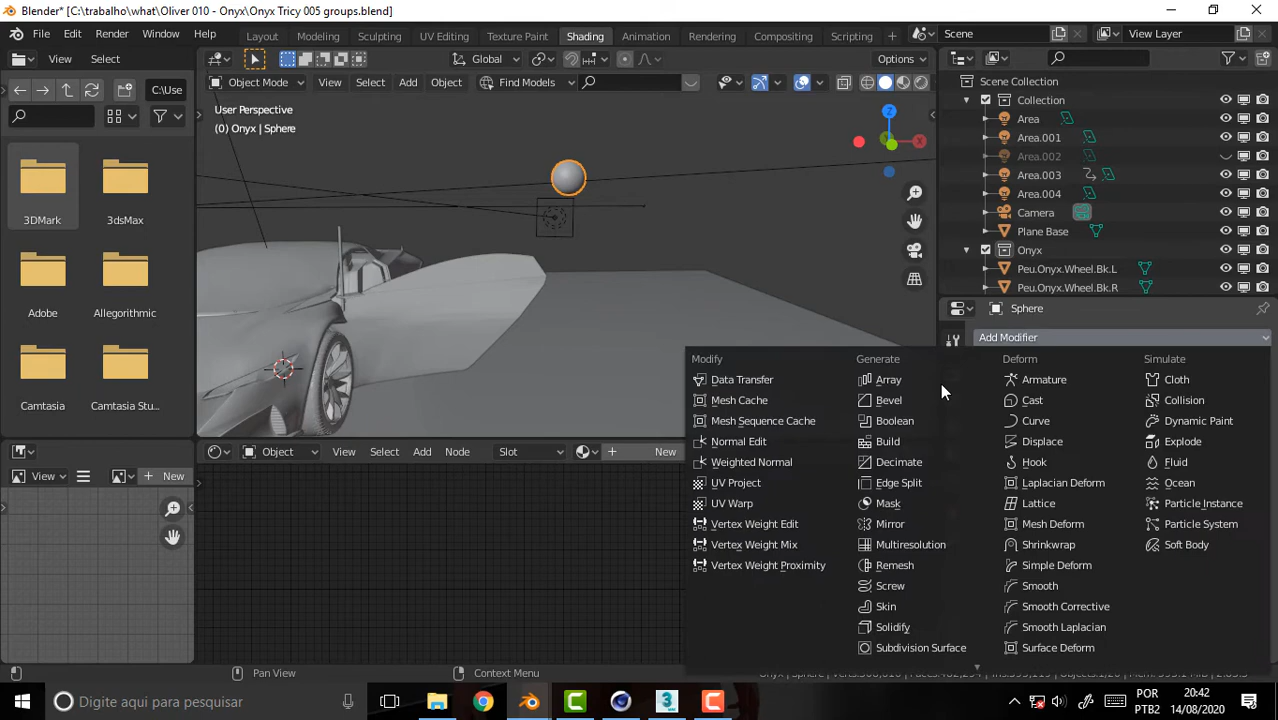 Blender* [C:\trabalho\what\Oliver 010 - Onyx\Onyx Tricy 005 groups.blend]
File Edit Render Window Help Layout Modeling Sculpting UV Editing Texture Paint Shading Animation Rendering Compositing Scripting + Scene View Layer
View Select Global Options
C:\Use Object Mode View Select Add Object Find Models
User Perspective
(0) Onyx | Sphere
Z
X
3DMark 3dsMax
Adobe Allegorithmic
Camtasia Camtasia Stu...
Scene Collection
Collection
Area
Area.001
Area.002
Area.003
Area.004
Camera
Plane Base
Onyx
Peu.Onyx.Wheel.Bk.L
Peu.Onyx.Wheel.Bk.R
Sphere
Add Modifier
Modify Generate Deform Simulate
Data Transfer Array Armature Cloth
Mesh Cache Bevel Cast Collision
Mesh Sequence Cache Boolean Curve Dynamic Paint
Normal Edit Build Displace Explode
Weighted Normal Decimate Hook Fluid
UV Project Edge Split Laplacian Deform Ocean
UV Warp Mask Lattice Particle Instance
Vertex Weight Edit Mirror Mesh Deform Particle System
Vertex Weight Mix Multiresolution Shrinkwrap Soft Body
Vertex Weight Proximity Remesh Simple Deform
Screw Smooth
Skin Smooth Corrective
Solidify Smooth Laplacian
Subdivision Surface Surface Deform
Object View Select Add Node Slot + New
View + New
Pan View Context Menu
Digite aqui para pesquisar
POR
PTB2
20:42
14/08/2020